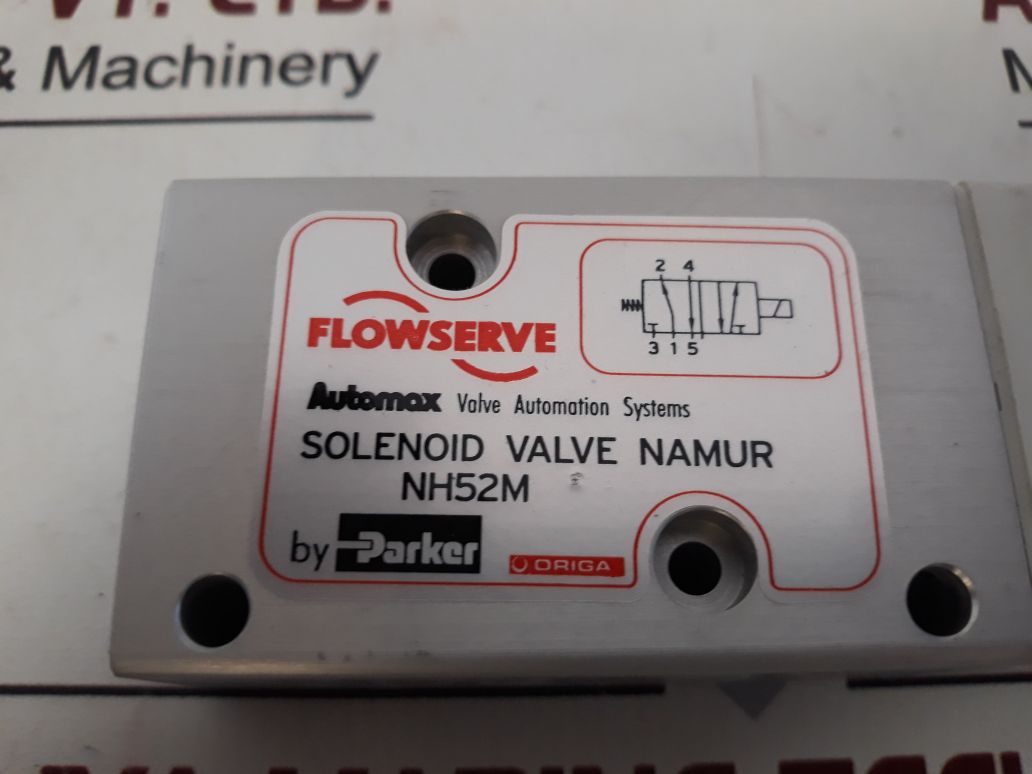 & Machinery
2 4
3 1 5
FLOWSERVE
Automax Valve Automation Systems
SOLENOID VALVE NAMUR
NH52M
by Parker ORIGA